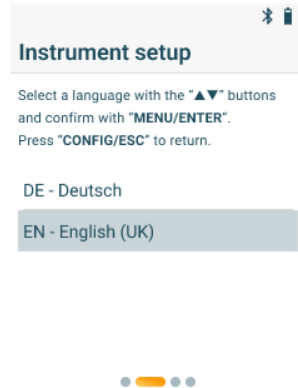 Instrument setup
Select a language with the "▲▼" buttons
and confirm with "MENU/ENTER".
Press "CONFIG/ESC" to return.
DE - Deutsch
EN - English (UK)